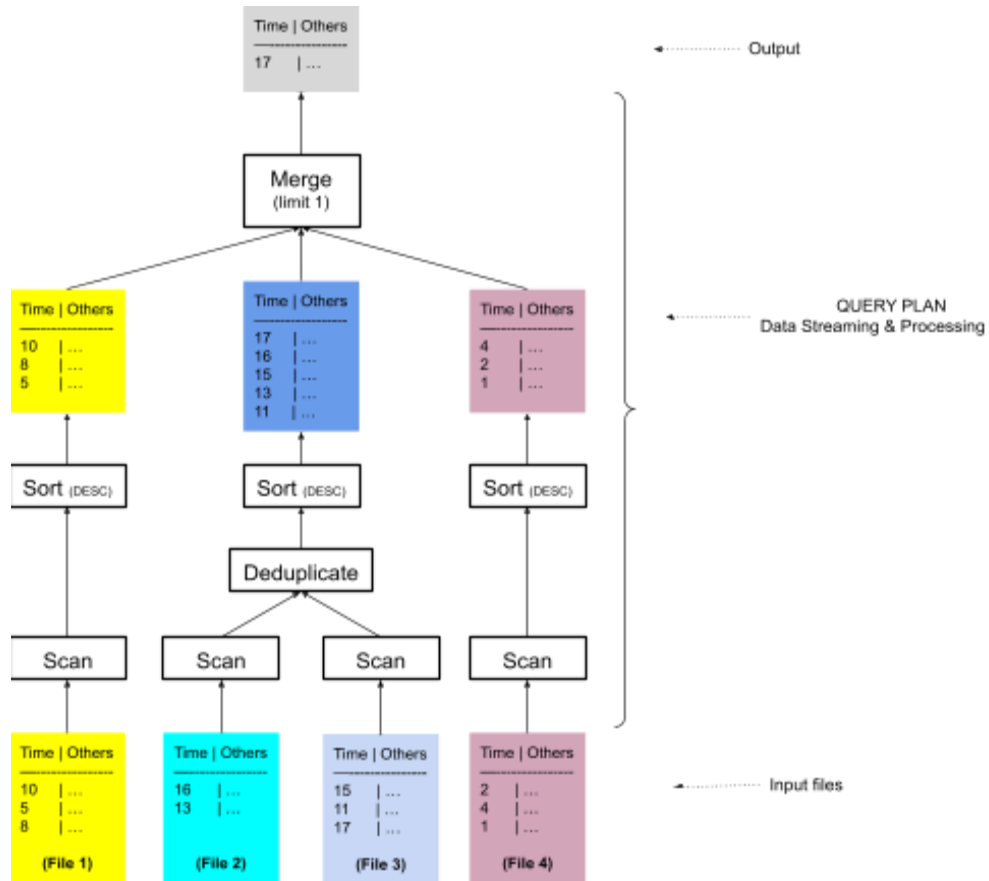 Time | Others
--------------------
17 | ...
Output
Merge
(limit 1)
Time | Others
--------------------
10 | ...
8 | ...
5 | ...
Time | Others
--------------------
17 | ...
16 | ...
15 | ...
13 | ...
11 | ...
Time | Others
--------------------
4 | ...
2 | ...
1 | ...
QUERY PLAN
Data Streaming & Processing
Sort (DESC)
Sort (DESC)
Sort (DESC)
Deduplicate
Scan
Scan
Scan
Scan
Time | Others
--------------------
10 | ...
5 | ...
8 | ...
(File 1)
Time | Others
--------------------
16 | ...
13 | ...
(File 2)
Time | Others
--------------------
15 | ...
11 | ...
17 | ...
(File 3)
Time | Others
--------------------
2 | ...
4 | ...
1 | ...
(File 4)
Input files